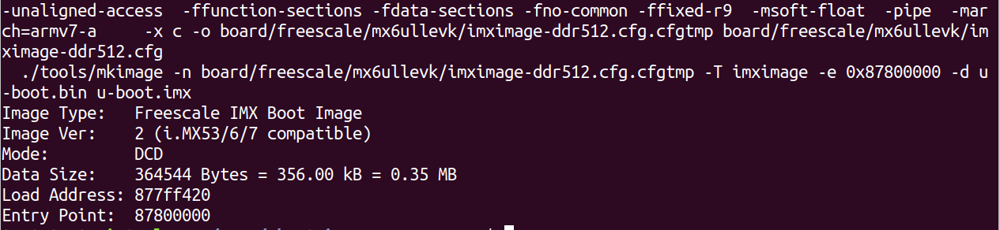 -unaligned-access  -ffunction-sections -fdata-sections -fno-common -ffixed-r9  -msoft-float  -pipe  -mar
ch=armv7-a     -x c -o board/freescale/mx6ullevk/imximage-ddr512.cfg.cfgtmp board/freescale/mx6ullevk/im
ximage-ddr512.cfg
  ./tools/mkimage -n board/freescale/mx6ullevk/imximage-ddr512.cfg.cfgtmp -T imximage -e 0x87800000 -d u
-boot.bin u-boot.imx
Image Type:   Freescale IMX Boot Image
Image Ver:    2 (i.MX53/6/7 compatible)
Mode:         DCD
Data Size:    364544 Bytes = 356.00 kB = 0.35 MB
Load Address: 877ff420
Entry Point:  87800000